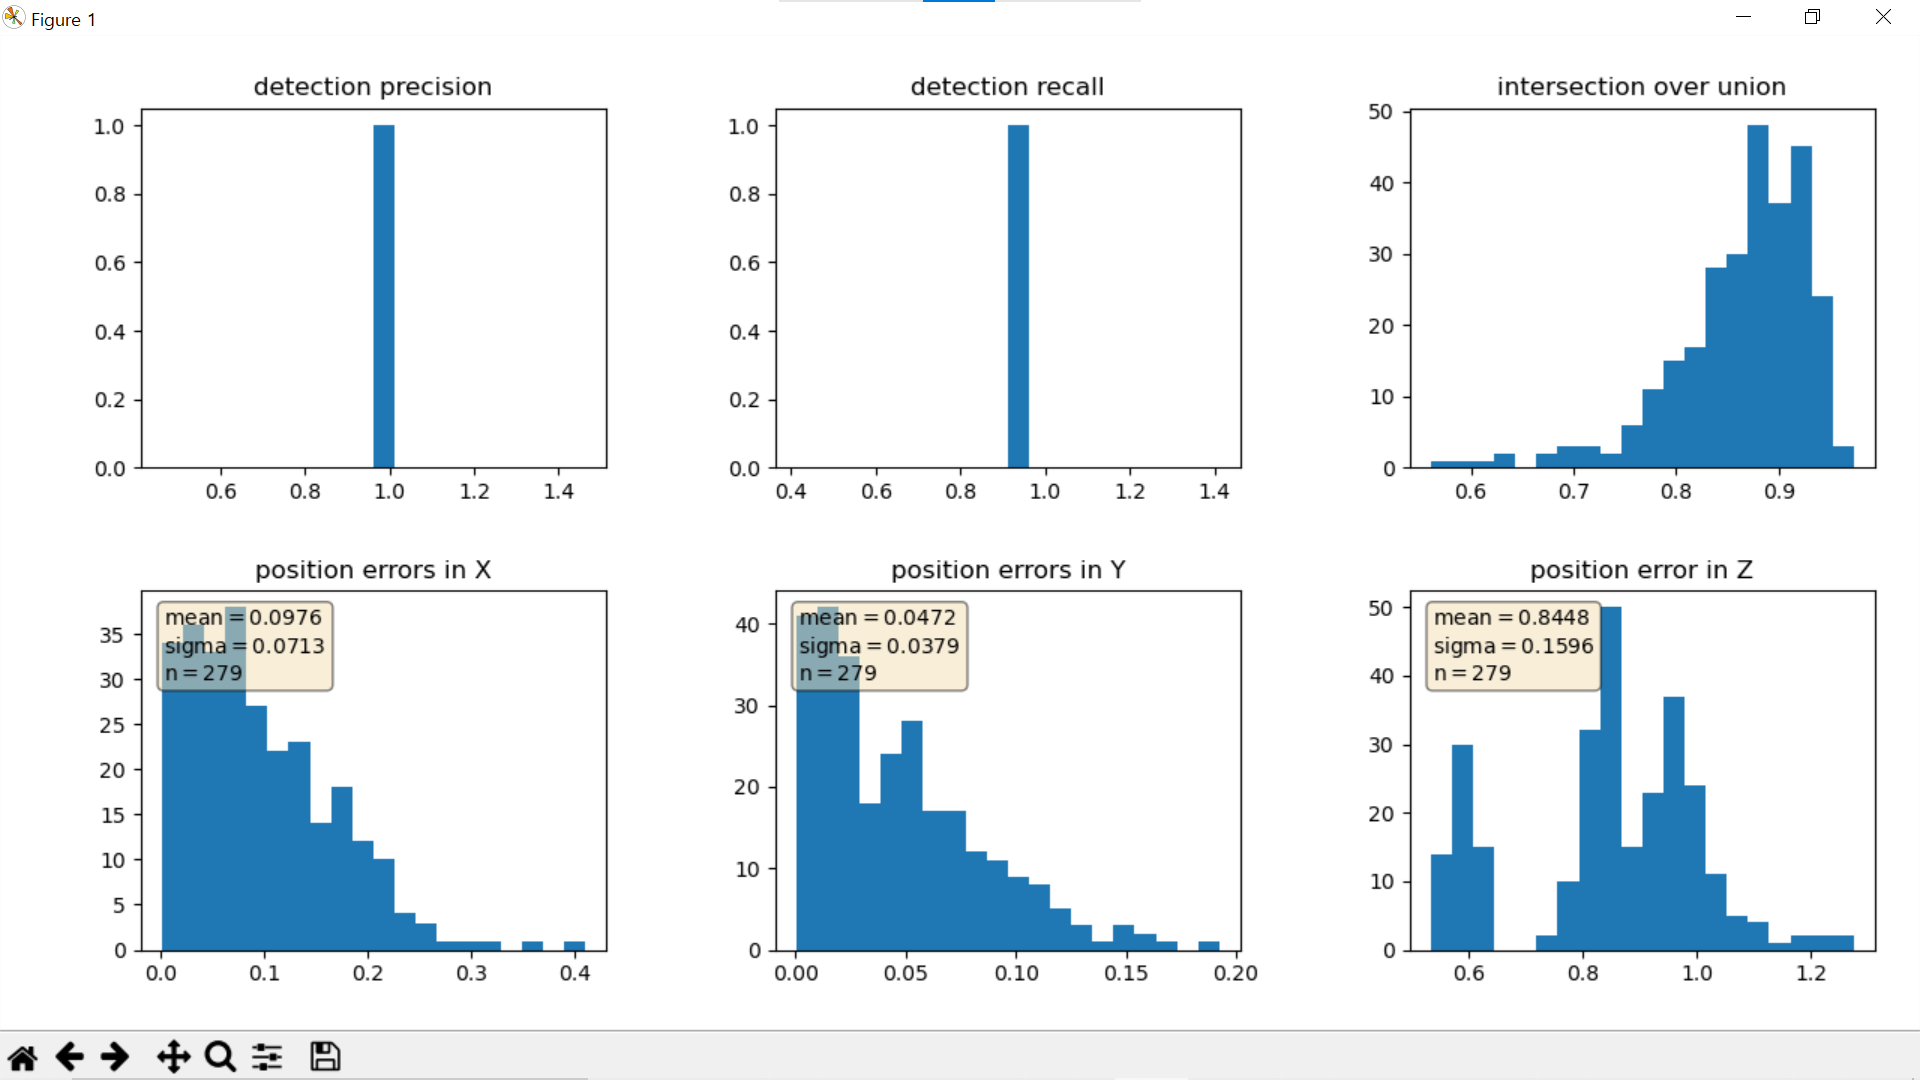 Figure 1
detection precision
1.0
0.8
0.6
0.4
0.2
0.0
0.6 0.8 1.0 1.2 1.4
detection recall
1.0
0.8
0.6
0.4
0.2
0.0
0.4 0.6 0.8 1.0 1.2 1.4
intersection over union
50
40
30
20
10
0
0.6 0.7 0.8 0.9
position errors in X
mean = 0.0976
sigma = 0.0713
n = 279
35
30
25
20
15
10
5
0
0.0 0.1 0.2 0.3 0.4
position errors in Y
mean = 0.0472
sigma = 0.0379
n = 279
40
30
20
10
0
0.00 0.05 0.10 0.15 0.20
position error in Z
mean = 0.8448
sigma = 0.1596
n = 279
50
40
30
20
10
0
0.6 0.8 1.0 1.2